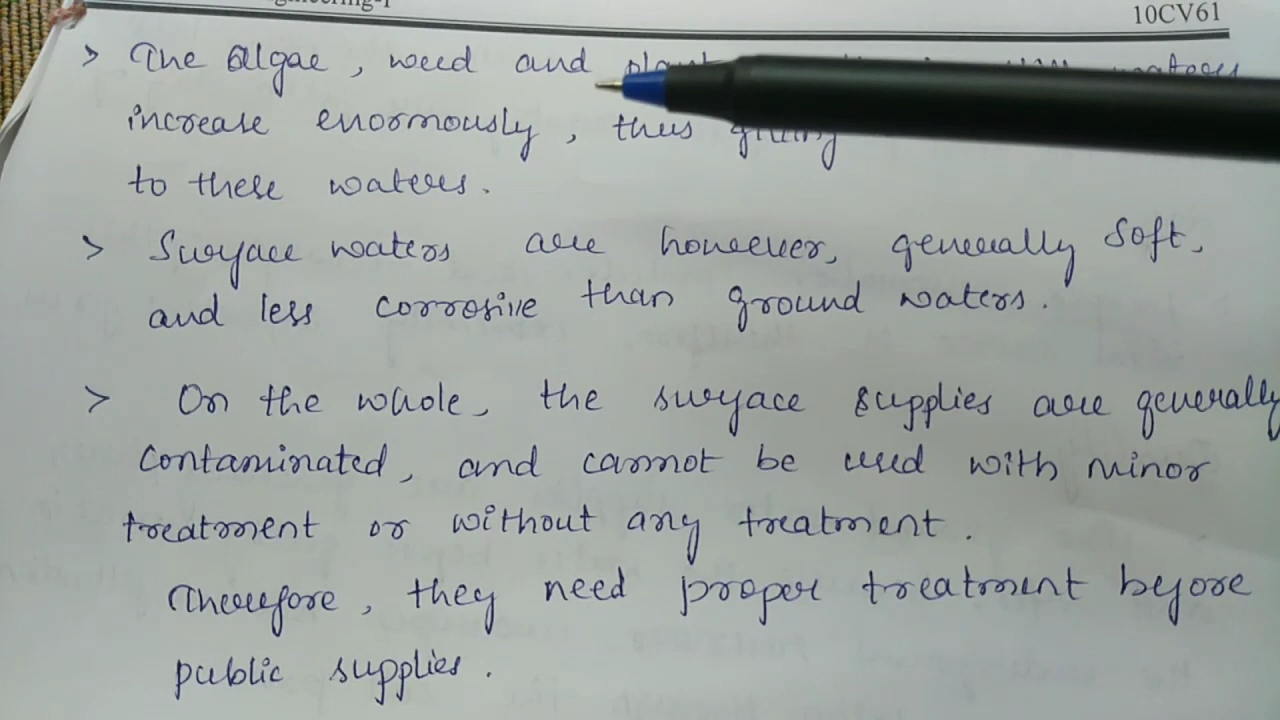 10CV61
> The algae, weed and
increase enormously, thus giving
to these waters.
> Surface waters are however, generally soft,
and less corrosive than ground waters.
> On the whole, the surface supplies are generally
contaminated, and cannot be used with minor
treatment or without any treatment.
Therefore, they need proper treatment before
public supplies.